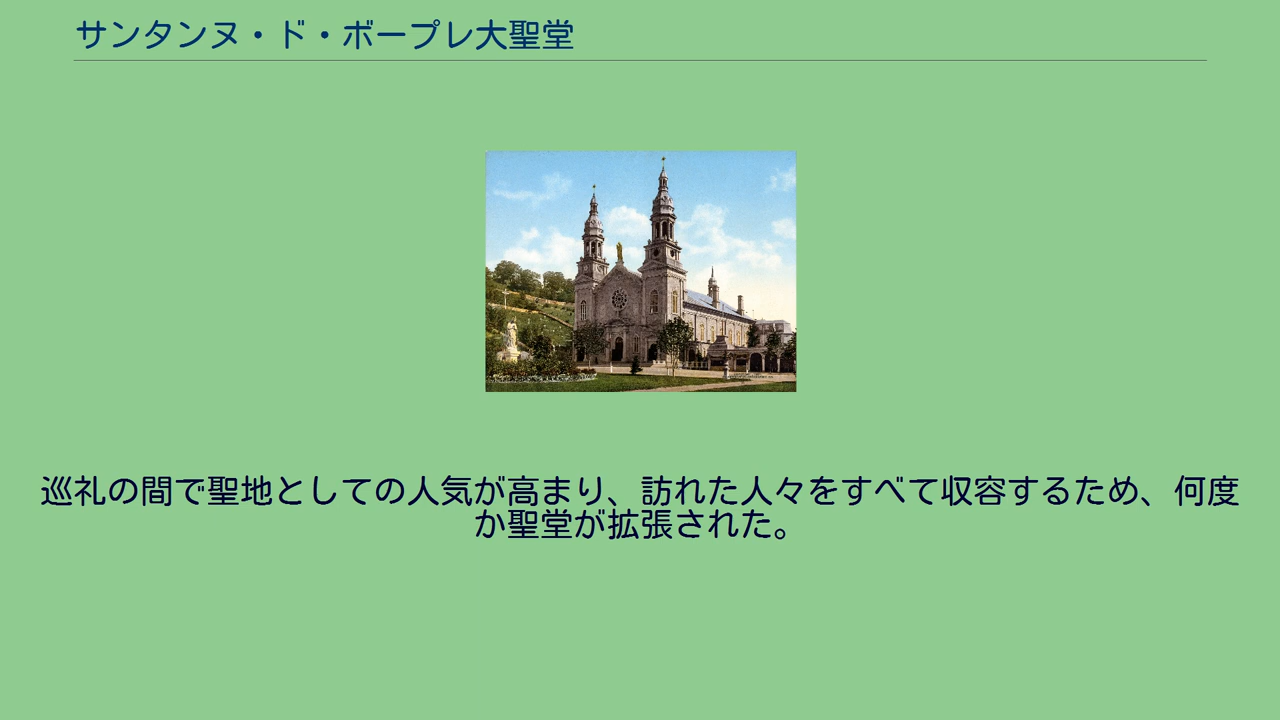 サンタンヌ・ド・ボープレ大聖堂
巡礼の間で聖地としての人気が高まり、訪れた人々をすべて収容するため、何度
か聖堂が拡張された。